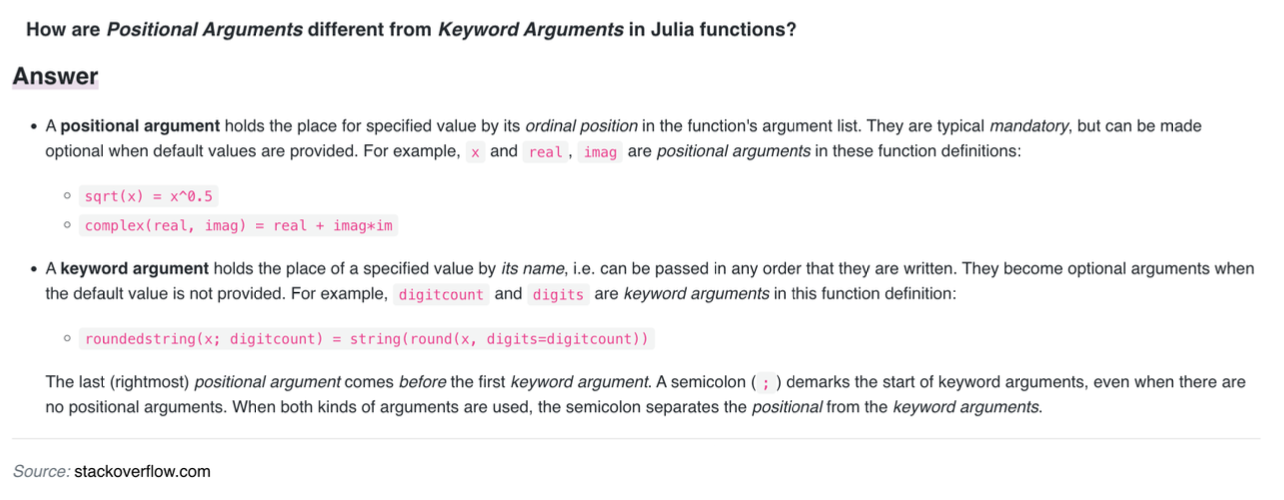 How are Positional Arguments different from Keyword Arguments in Julia functions?
Answer
• A positional argument holds the place for specified value by its ordinal position in the function's argument list. They are typical mandatory, but can be made
optional when default values are provided. For example, x and real , imag are positional arguments in these function definitions:
◦ sqrt(x) = x^0.5
◦ complex(real, imag) = real + imag*im
• A keyword argument holds the place of a specified value by its name, i.e. can be passed in any order that they are written. They become optional arguments when
the default value is not provided. For example, digitcount and digits are keyword arguments in this function definition:
◦ roundedstring(x; digitcount) = string(round(x, digits=digitcount))
The last (rightmost) positional argument comes before the first keyword argument. A semicolon ( ; ) demarks the start of keyword arguments, even when there are
no positional arguments. When both kinds of arguments are used, the semicolon separates the positional from the keyword arguments.
Source: stackoverflow.com